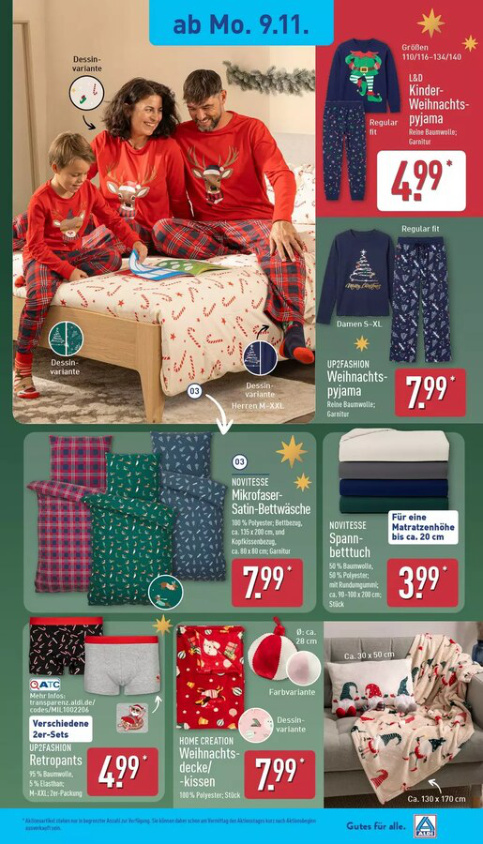 ab Mo. 9.11.
Dessin-
variante
Größen
110/116–134/140
L&D
Kinder-
Weihnachts-
pyjama
Reine Baumwolle;
Garnitur
Regular
fit
4.99*
Regular fit
Damen S–XL
UP2FASHION
Weihnachts-
pyjama
Reine Baumwolle;
Garnitur
7.99*
Dessin-
variante
Dessin-
variante
Herren M–XXL
03
03
NOVITESSE
Mikrofaser-
Satin-Bettwäsche
100 % Polyester; Bettbezug,
ca. 135 x 200 cm, und
Kopfkissenbezug,
ca. 80 x 80 cm; Garnitur
7.99*
Für eine
Matratzenhöhe
bis ca. 20 cm
NOVITESSE
Spann-
betttuch
50 % Baumwolle,
50 % Polyester;
mit Rundumgummi;
ca. 90–100 x 200 cm;
Stück
3.99*
QATC
Mehr Infos:
transparenz.aldi.de/
codes/MIL1802206
Verschiedene
2er-Sets
UP2FASHION
Retropants
95 % Baumwolle,
5 % Elasthan;
M–XXL; 2er-Packung
4.99*
Ø: ca.
28 cm
Farbvariante
Dessin-
variante
HOME CREATION
Weihnachts-
decke/
-kissen
100 % Polyester; Stück
7.99*
Ca. 30 x 50 cm
Ca. 130 x 170 cm
Gutes für alle.
ALDI